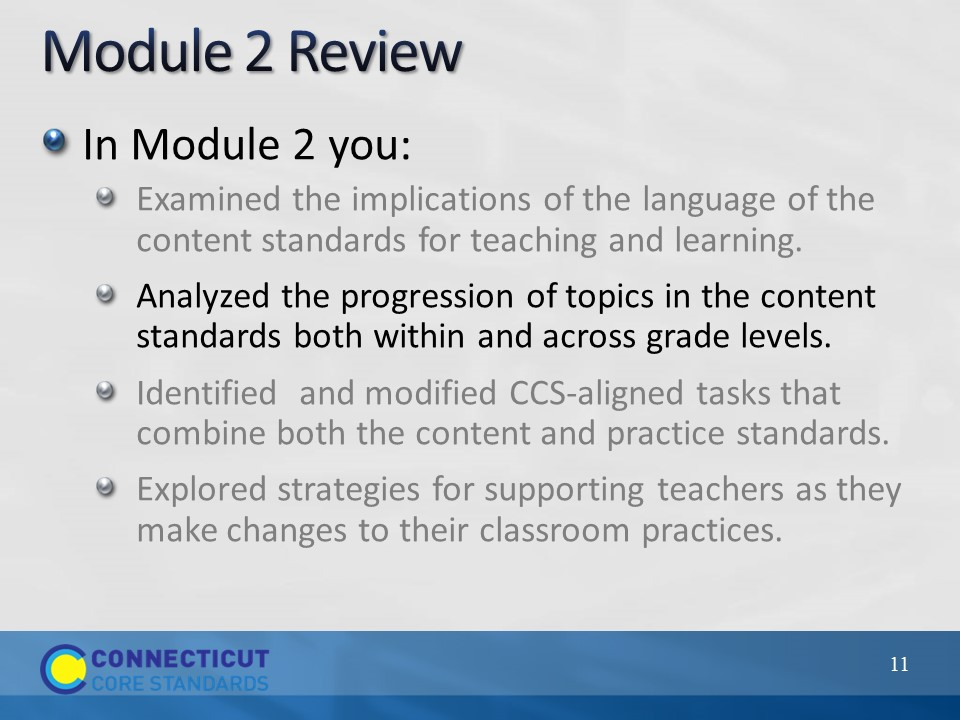 Module 2 Review
In Module 2 you:
Examined the implications of the language of the
content standards for teaching and learning.
Analyzed the progression of topics in the content
standards both within and across grade levels.
Identified  and modified CCS-aligned tasks that
combine both the content and practice standards.
Explored strategies for supporting teachers as they
make changes to their classroom practices.
CONNECTICUT
CORE STANDARDS
11